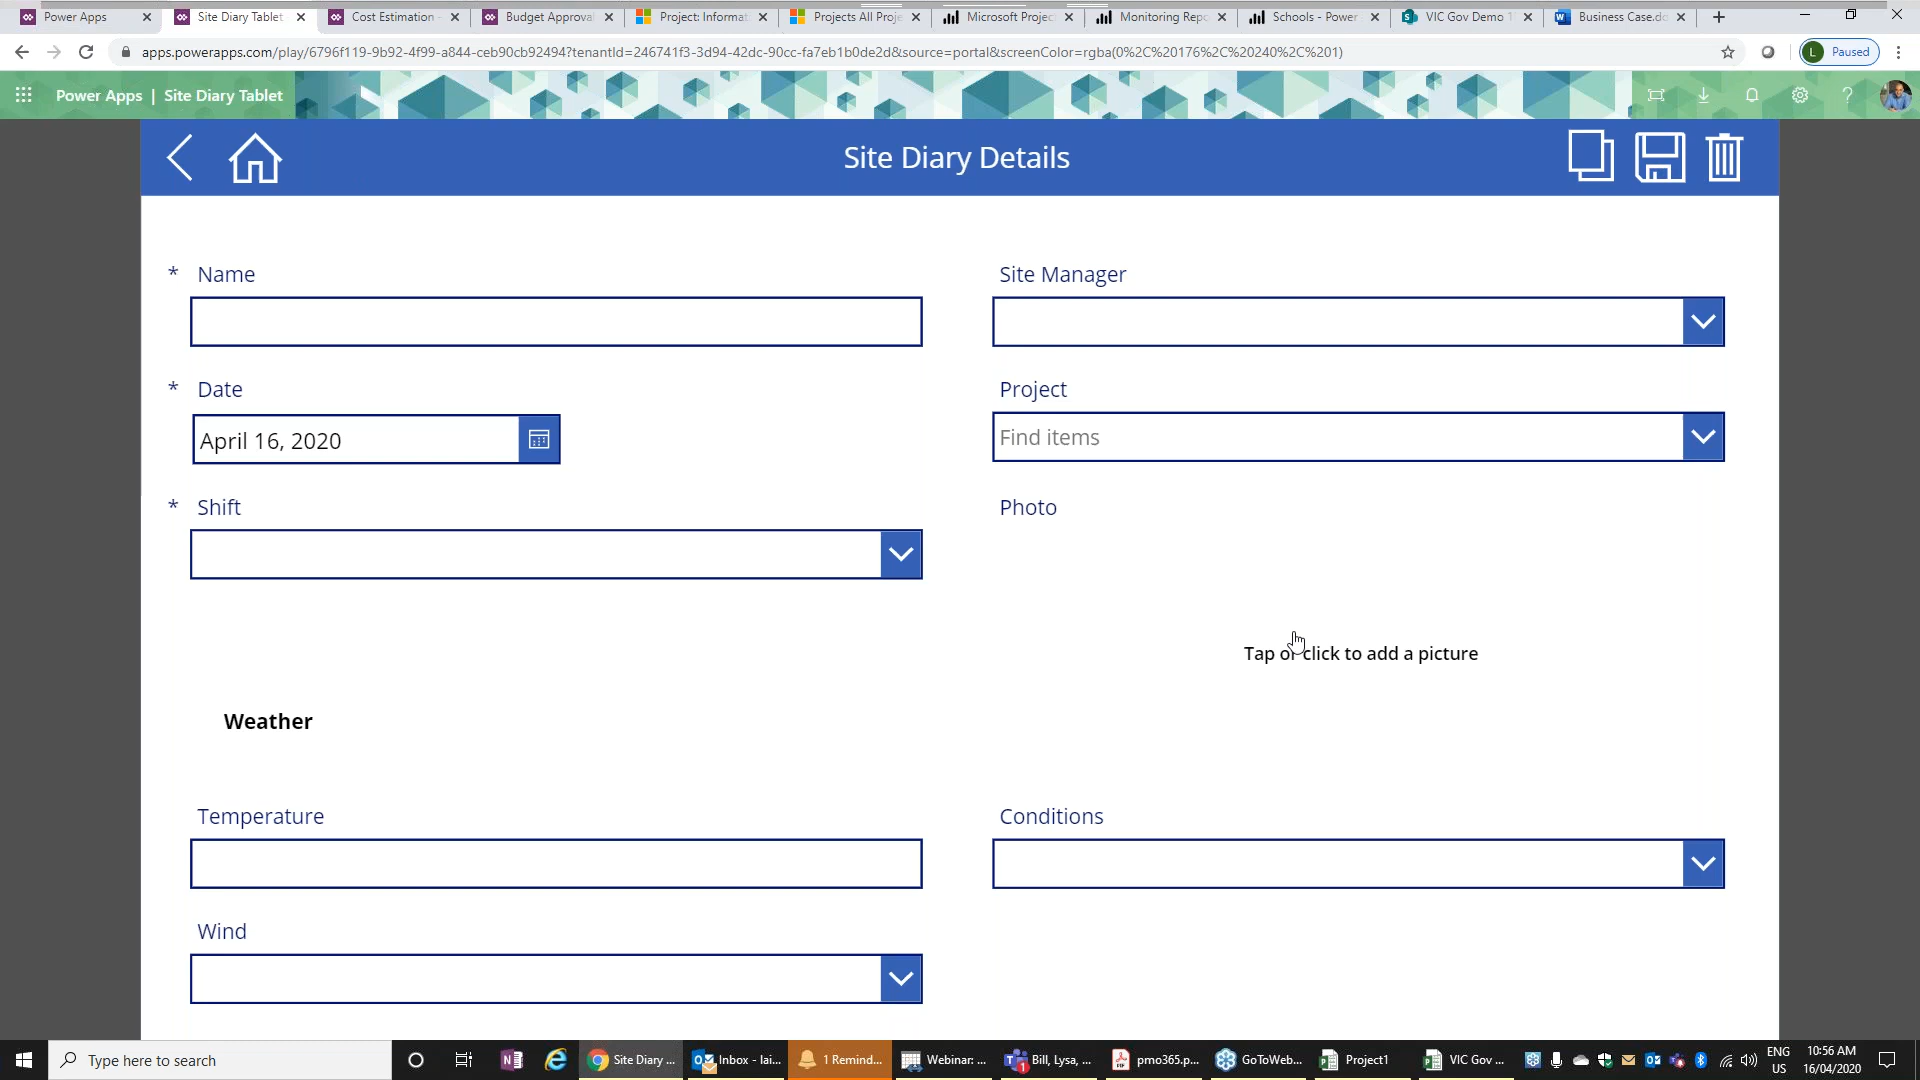 Power Apps
Site Diary Tablet
Cost Estimation -
Budget Approval
Project: Informat
Projects All Proje
Microsoft Projec
Monitoring Repo
Schools - Power
VIC Gov Demo T
Business Case.do
apps.powerapps.com/play/6796f119-9b92-4f99-a844-ceb90cb92494?tenantId=246741f3-3d94-42dc-90cc-fa7eb1b0de2d&source=portal&screenColor=rgba(0%2C%20176%2C%20240%2C%201)
L Paused
Power Apps | Site Diary Tablet
Site Diary Details
* Name
Site Manager
* Date
Project
April 16, 2020
Find items
* Shift
Photo
Tap or click to add a picture
Weather
Temperature
Conditions
Wind
Type here to search
Site Diary ...
Inbox - lai...
1 Remind...
Webinar: ...
Bill, Lysa, ...
pmo365.p...
GoToWeb...
Project1
VIC Gov ...
ENG
US
10:56 AM
16/04/2020